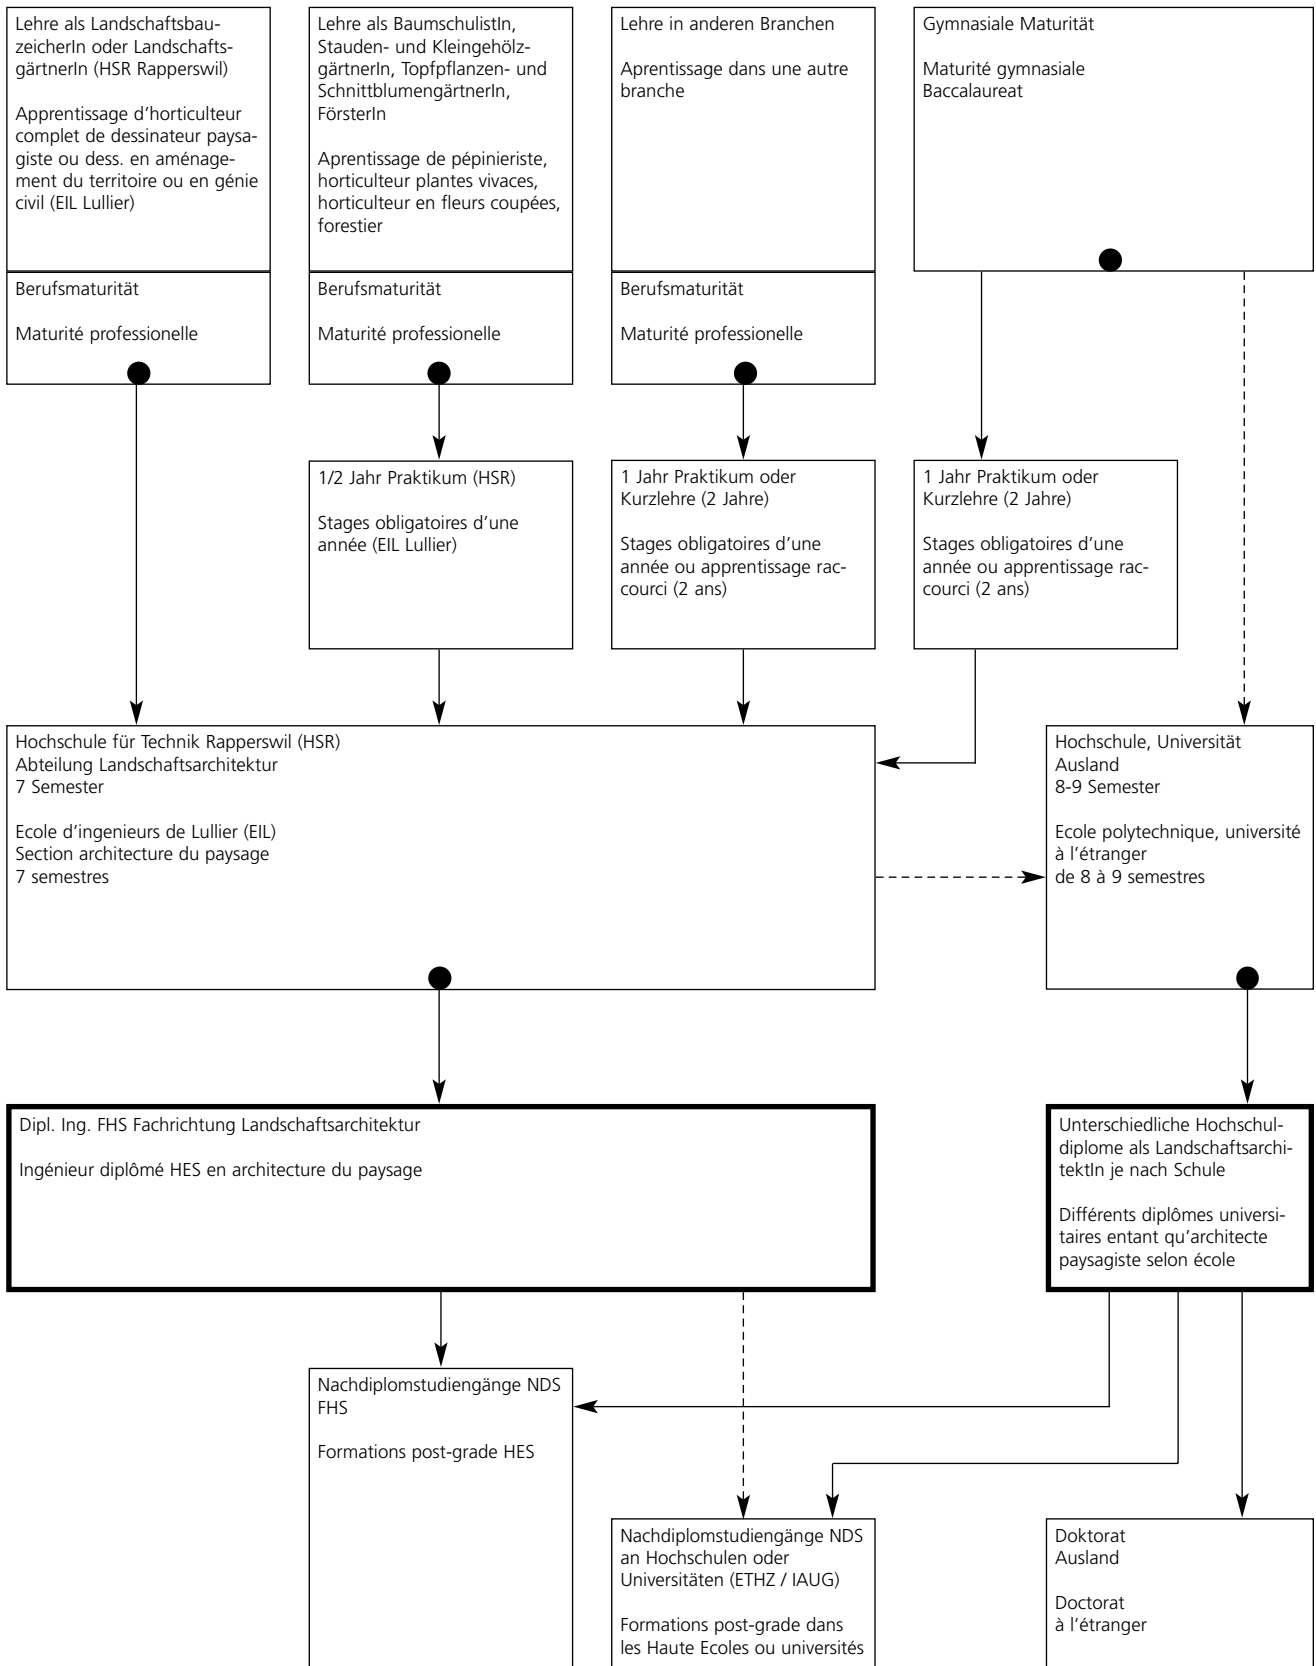 Lehre als Landschaftsbau-
zeicherIn oder Landschafts-
gärtnerIn (HSR Rapperswil)
Apprentissage d'horticulteur
complet de dessinateur paysa-
giste ou dess. en aménage-
ment du territoire ou en génie
civil (EIL Lullier)
Berufsmaturität
Maturité professionelle
Lehre als BaumschulistIn,
Stauden- und Kleingehölz-
gärtnerIn, Topfpflanzen- und
SchnittblumengärtnerIn,
FörsterIn
Aprentissage de pépinieriste,
horticulteur plantes vivaces,
horticulteur en fleurs coupées,
forestier
Berufsmaturität
Maturité professionelle
Lehre in anderen Branchen
Aprentissage dans une autre
branche
Berufsmaturität
Maturité professionelle
Gymnasiale Maturität
Maturité gymnasiale
Baccalaureat
1/2 Jahr Praktikum (HSR)
Stages obligatoires d'une
année (EIL Lullier)
1 Jahr Praktikum oder
Kurzlehre (2 Jahre)
Stages obligatoires d'une
année ou apprentissage rac-
courci (2 ans)
1 Jahr Praktikum oder
Kurzlehre (2 Jahre)
Stages obligatoires d'une
année ou apprentissage rac-
courci (2 ans)
Hochschule für Technik Rapperswil (HSR)
Abteilung Landschaftsarchitektur
7 Semester
Ecole d'ingenieurs de Lullier (EIL)
Section architecture du paysage
7 semestres
Hochschule, Universität
Ausland
8-9 Semester
Ecole polytechnique, université
à l'étranger
de 8 à 9 semestres
Dipl. Ing. FHS Fachrichtung Landschaftsarchitektur
Ingénieur diplômé HES en architecture du paysage
Unterschiedliche Hochschul-
diplome als Landschaftsarchi-
tektIn je nach Schule
Différents diplômes universi-
taires entant qu'architecte
paysagiste selon école
Nachdiplomstudiengänge NDS
FHS
Formations post-grade HES
Nachdiplomstudiengänge NDS
an Hochschulen oder
Universitäten (ETHZ / IAUG)
Formations post-grade dans
les Haute Ecoles ou universités
Doktorat
Ausland
Doctorat
à l'étranger